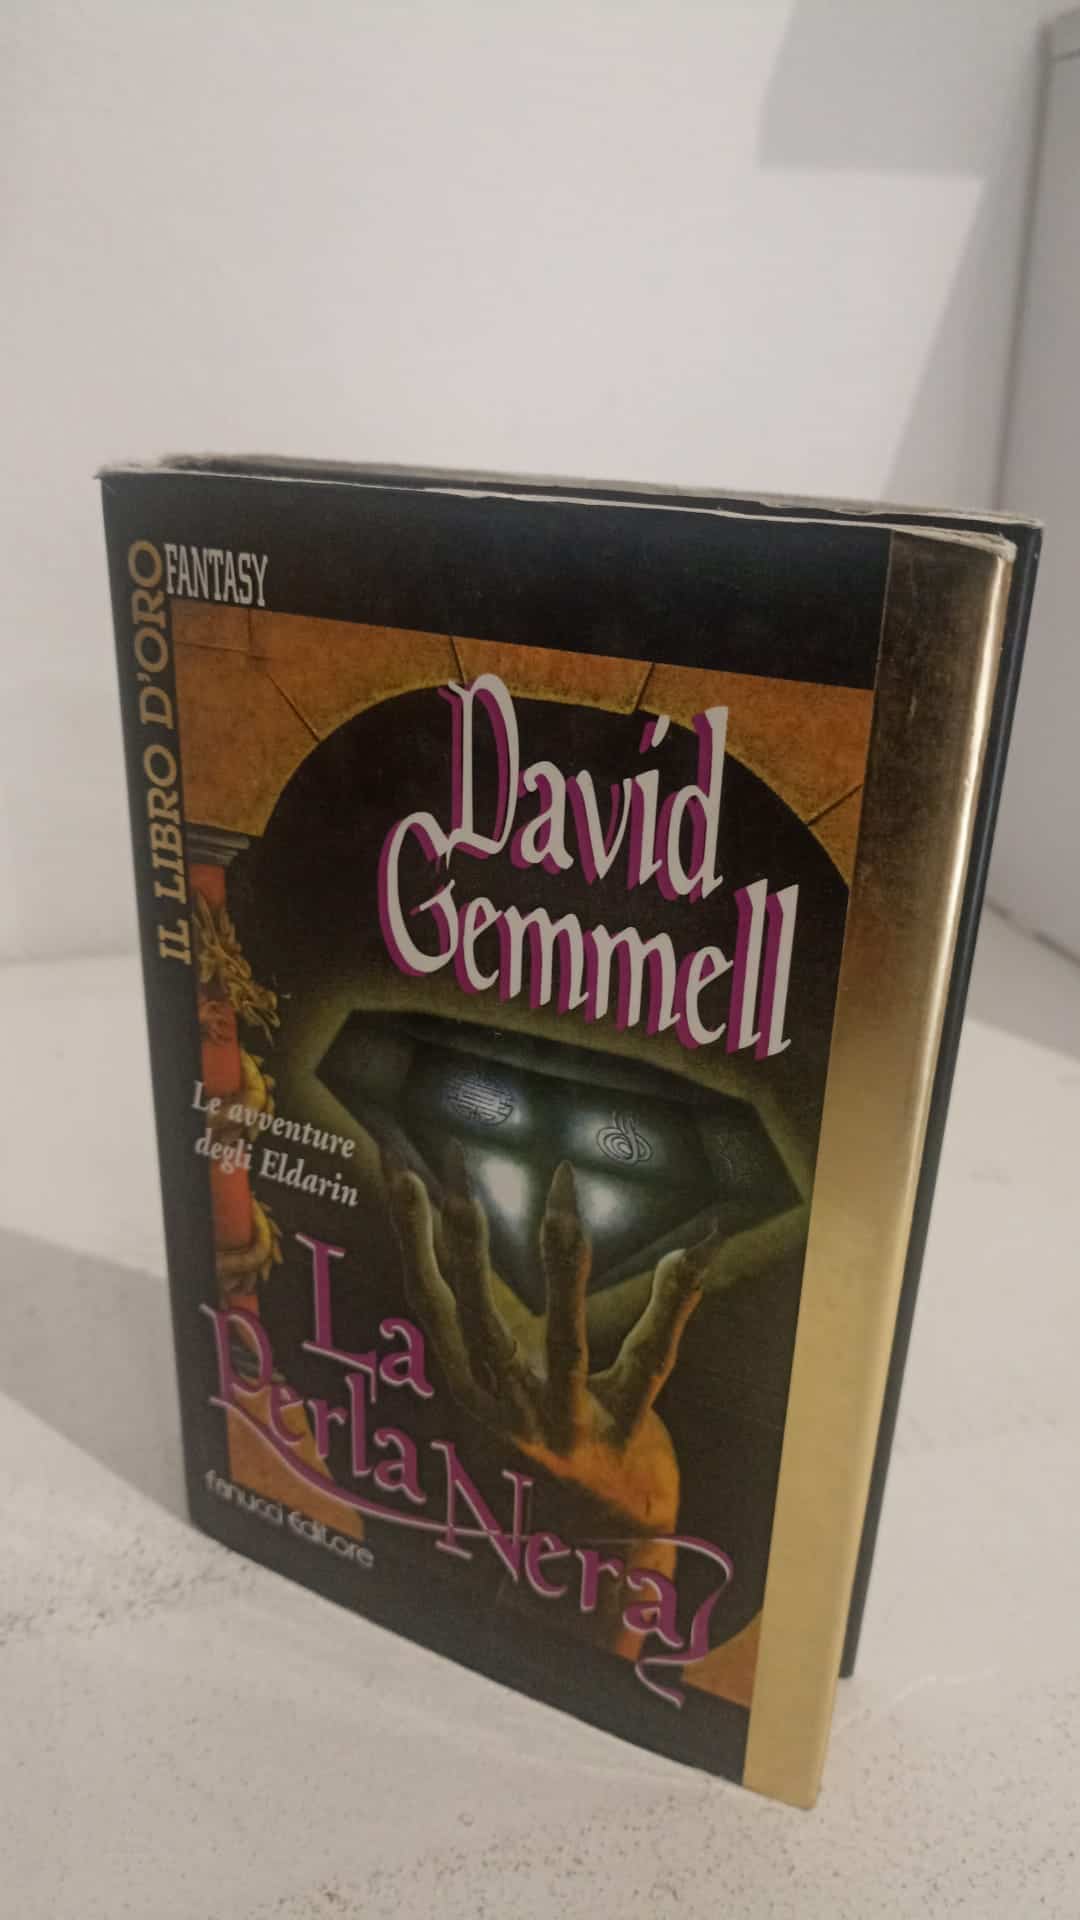 IL LIBRO D'ORO
FANTASY
David
Gemmell
Le avventure
degli Eldarin
La
Perla Nera
Fanucci Editore